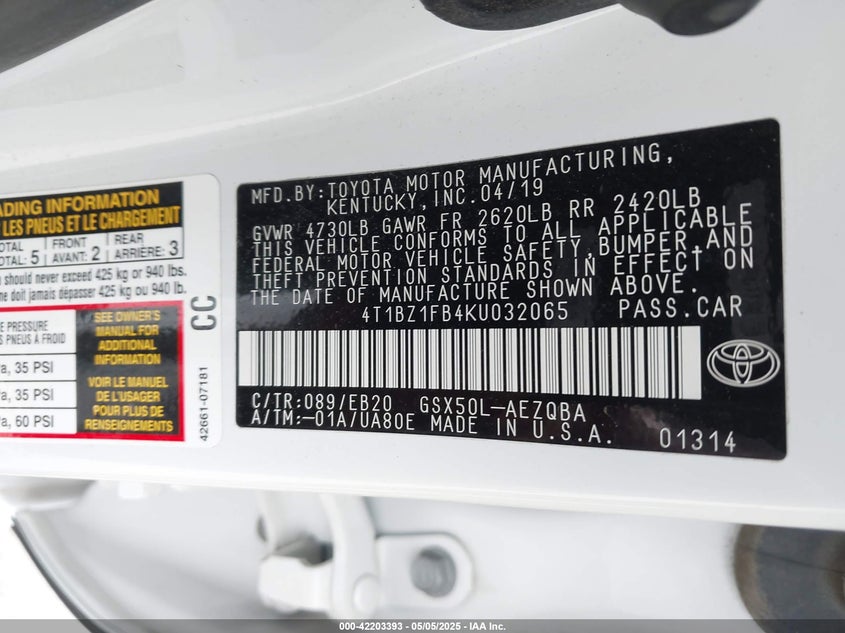 ADING INFORMATION
LES PNEUS ET LE CHARGEMENT
TOTAL
TOTAL: 5
FRONT
AVANT: 2
REAR
ARRIÈRE: 3
should never exceed 425 kg or 940 lbs.
ne doit jamais dépasser 425 kg ou 940 lb.
E PRESSURE
S PNEUS A FROID
a, 35 PSI
a, 35 PSI
a, 60 PSI
SEE OWNER'S
MANUAL FOR
ADDITIONAL
INFORMATION
VOIR LE MANUEL
DE L'USAGER
POUR PLUS DE
RENSEIGNEMENTS
CC
42661-07181
MFD.BY:TOYOTA MOTOR MANUFACTURING,
KENTUCKY,INC.04/19
GVWR 4730LB GAWR FR 2620LB RR 2420LB
THIS VEHICLE CONFORMS TO ALL APPLICABLE
FEDERAL MOTOR VEHICLE SAFETY,BUMPER,AND
THEFT PREVENTION STANDARDS IN EFFECT ON
THE DATE OF MANUFACTURE SHOWN ABOVE.
4T1BZ1FB4KU032065 PASS.CAR
C/TR:089/EB20 GSX50L-AEZQBA
A/TM:-01A/UA80E MADE IN U.S.A. 01314
000-42203393 - 05/05/2025 - IAA Inc.